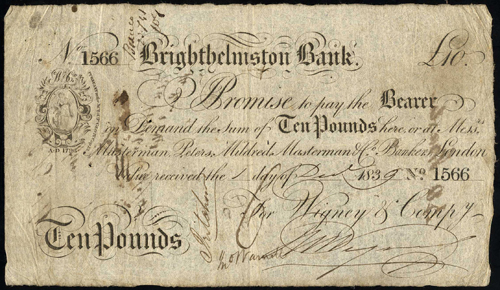 No 1566 Brighthelmston Bank. £10.
I Promise to pay the Bearer
on Demand the Sum of Ten Pounds here, or at Messrs.
Masterman, Peters, Mildred, Masterman & Co. Bankers, London
Value received the 1 day of 1839 No 1566
For Wigney & Compy
Ten Pounds